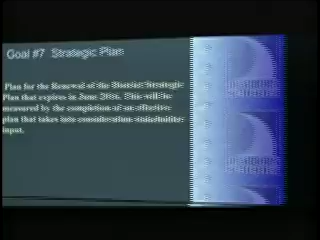 Goal #7 Strategic Plan
Plan for the Renewal of the District Strategic
Plan that expires in June 2016. This will be
measured by the completion of an effective
plan that takes into consideration stakeholder
input.